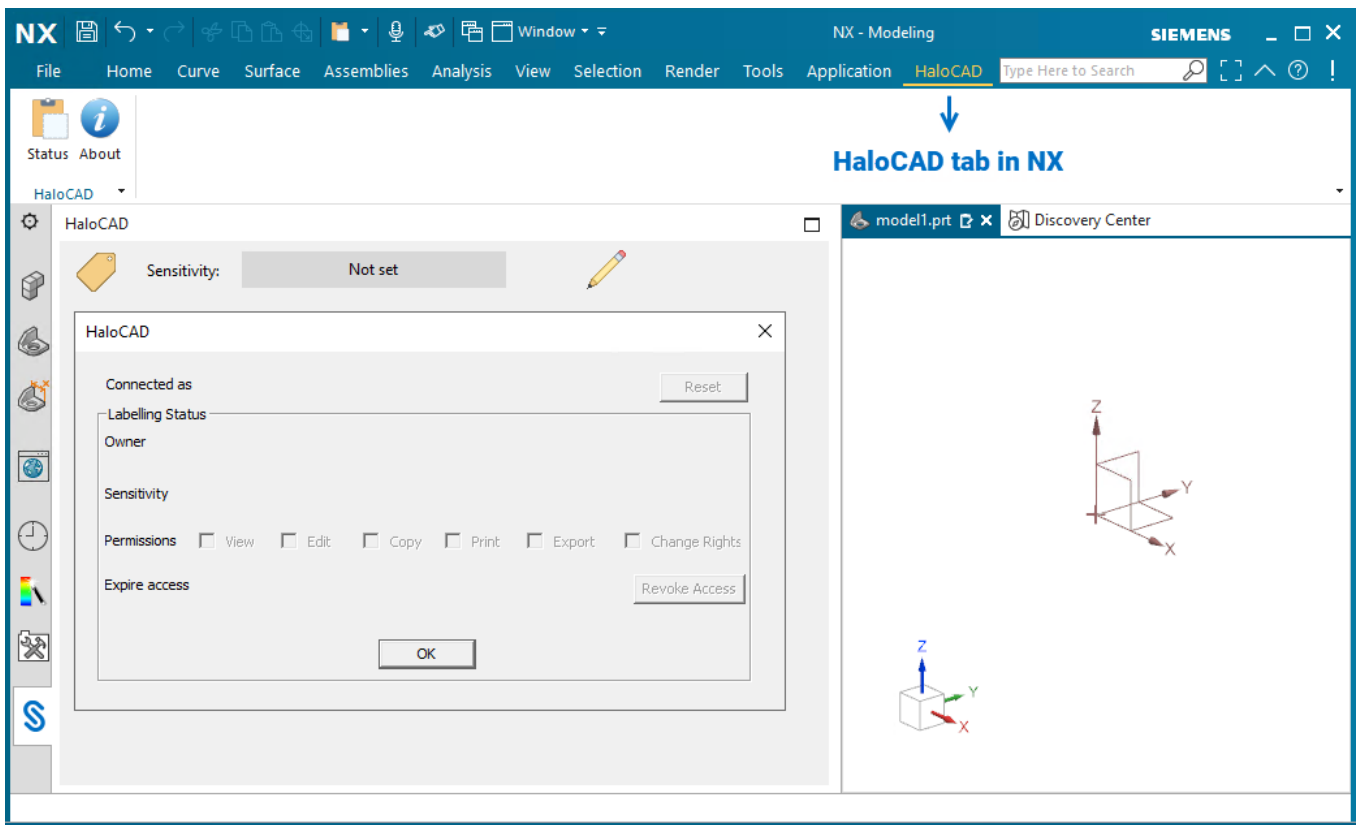 NX Window NX - Modeling SIEMENS
File Home Curve Surface Assemblies Analysis View Selection Render Tools Application HaloCAD Type Here to Search
Status About
HaloCAD
HaloCAD tab in NX
HaloCAD
model1.prt Discovery Center
Sensitivity: Not set
HaloCAD
Connected as Reset
Labelling Status
Owner
Sensitivity
Permissions View Edit Copy Print Export Change Rights
Expire access Revoke Access
OK
Z
Y
X
Z
Y
X